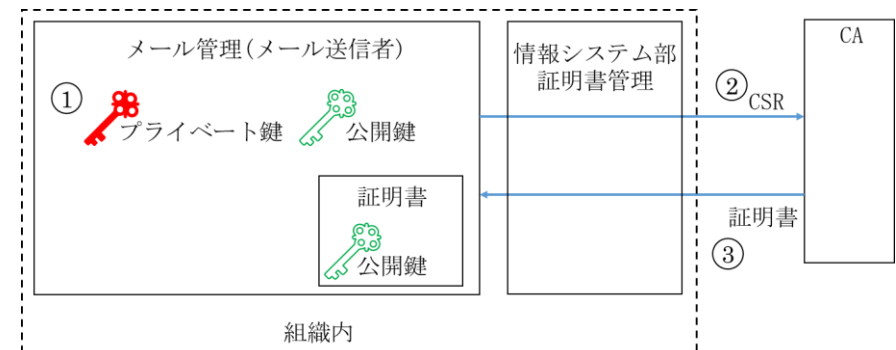 メール管理(メール送信者)
①
プライベート鍵
公開鍵
証明書
公開鍵
情報システム部
証明書管理
②
CSR
CA
証明書
③
組織内